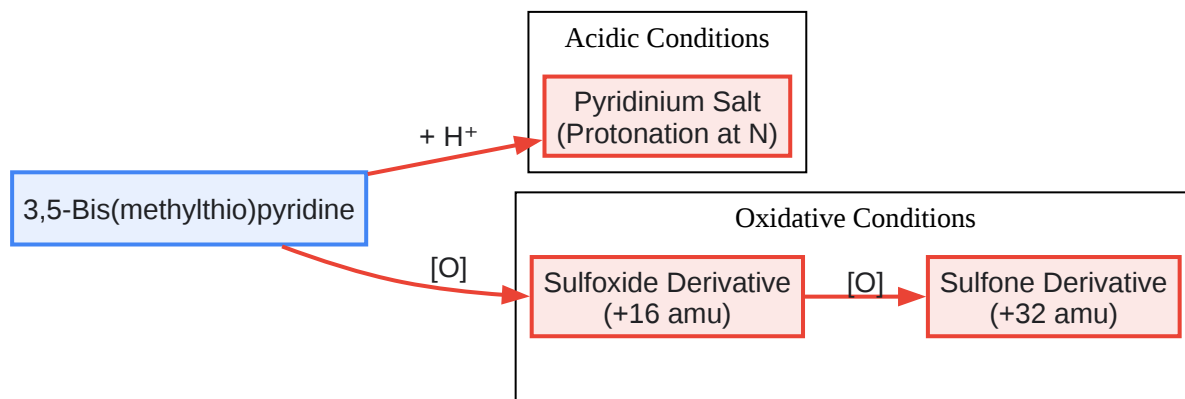 Acidic Conditions
Pyridinium Salt
(Protonation at N)
+ H⁺
3,5-Bis(methylthio)pyridine
Oxidative Conditions
[O]
Sulfoxide Derivative
(+16 amu)
[O]
Sulfone Derivative
(+32 amu)